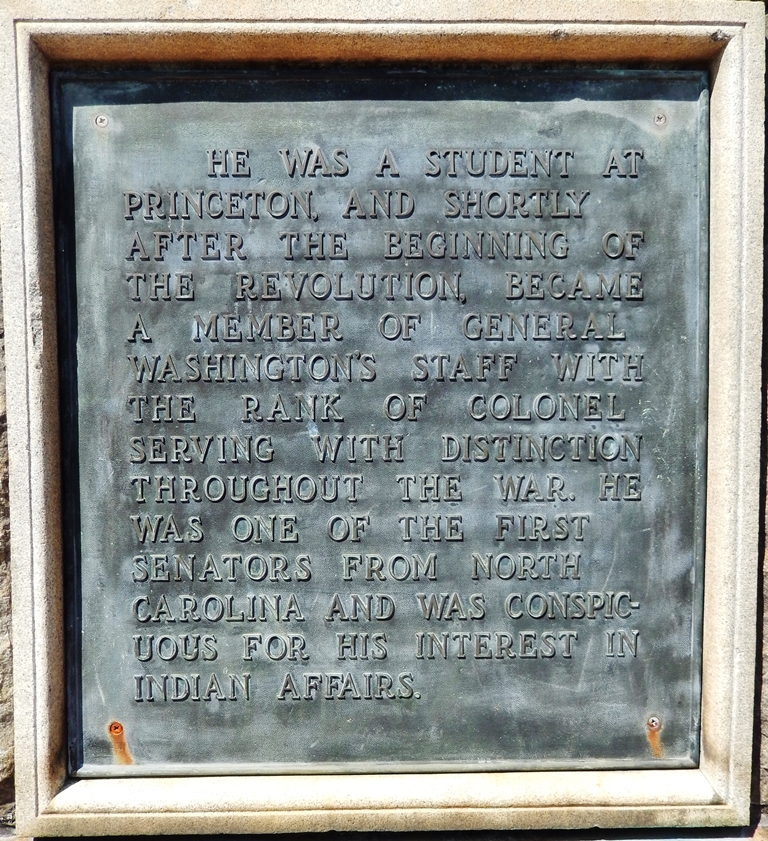 HE WAS A STUDENT AT
PRINCETON, AND SHORTLY
AFTER THE BEGINNING OF
THE REVOLUTION, BECAME
A MEMBER OF GENERAL
WASHINGTON'S STAFF WITH
THE RANK OF COLONEL
SERVING WITH DISTINCTION
THROUGHOUT THE WAR. HE
WAS ONE OF THE FIRST
SENATORS FROM NORTH
CAROLINA AND WAS CONSPIC-
UOUS FOR HIS INTEREST IN
INDIAN AFFAIRS.